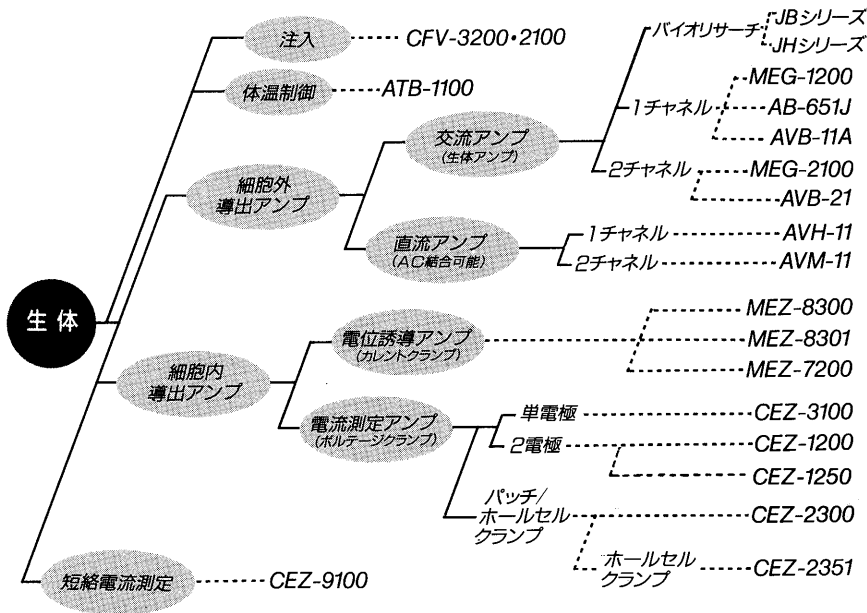 注入
CFV-3200・2100
体温制御
ATB-1100
細胞外
導出アンプ
交流アンプ
(生体アンプ)
バイオリサーチ
JBシリーズ
JHシリーズ
1チャネル
MEG-1200
AB-651J
AVB-11A
2チャネル
MEG-2100
AVB-21
直流アンプ
(AC結合可能)
1チャネル
AVH-11
2チャネル
AVM-11
生体
細胞内
導出アンプ
電位誘導アンプ
(カレントクランプ)
MEZ-8300
MEZ-8301
MEZ-7200
電流測定アンプ
(ボルテージクランプ)
単電極
CEZ-3100
2電極
CEZ-1200
CEZ-1250
パッチ/
ホールセル
クランプ
CEZ-2300
ホールセル
クランプ
CEZ-2351
短絡電流測定
CEZ-9100